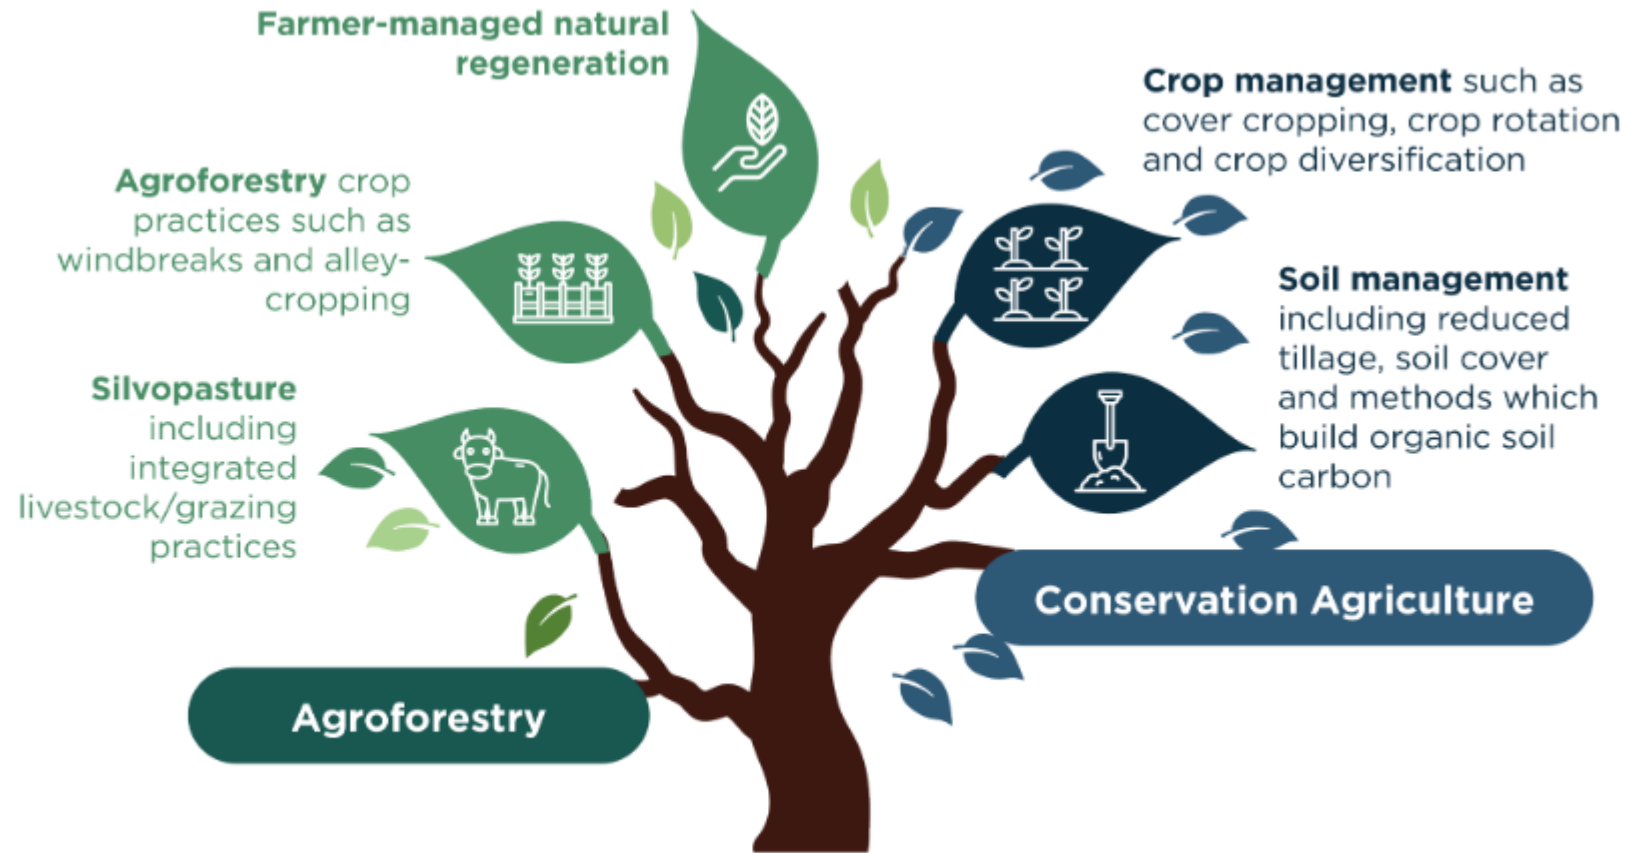 Farmer-managed natural
regeneration
Agroforestry crop
practices such as
windbreaks and alley-
cropping
Silvopasture
including
integrated
livestock/grazing
practices
Agroforestry
Crop management such as
cover cropping, crop rotation
and crop diversification
Soil management
including reduced
tillage, soil cover
and methods which
build organic soil
carbon
Conservation Agriculture